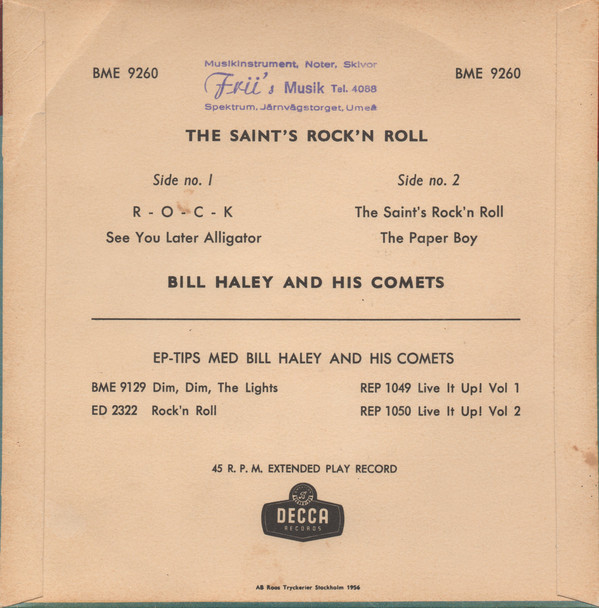 BME 9260
Musikinstrument, Noter, Skivor
Frii's Musik Tel. 4088
Spektrum, Järnvägstorget, Umeå
BME 9260
THE SAINT'S ROCK'N ROLL
Side no. 1
R - O - C - K
See You Later Alligator
Side no. 2
The Saint's Rock'n Roll
The Paper Boy
BILL HALEY AND HIS COMETS
EP-TIPS MED BILL HALEY AND HIS COMETS
BME 9129 Dim, Dim, The Lights
ED 2322 Rock'n Roll
REP 1049 Live It Up! Vol 1
REP 1050 Live It Up! Vol 2
45 R. P. M. EXTENDED PLAY RECORD
DECCA
RECORDS
AB Roos Tryckerier Stockholm 1956